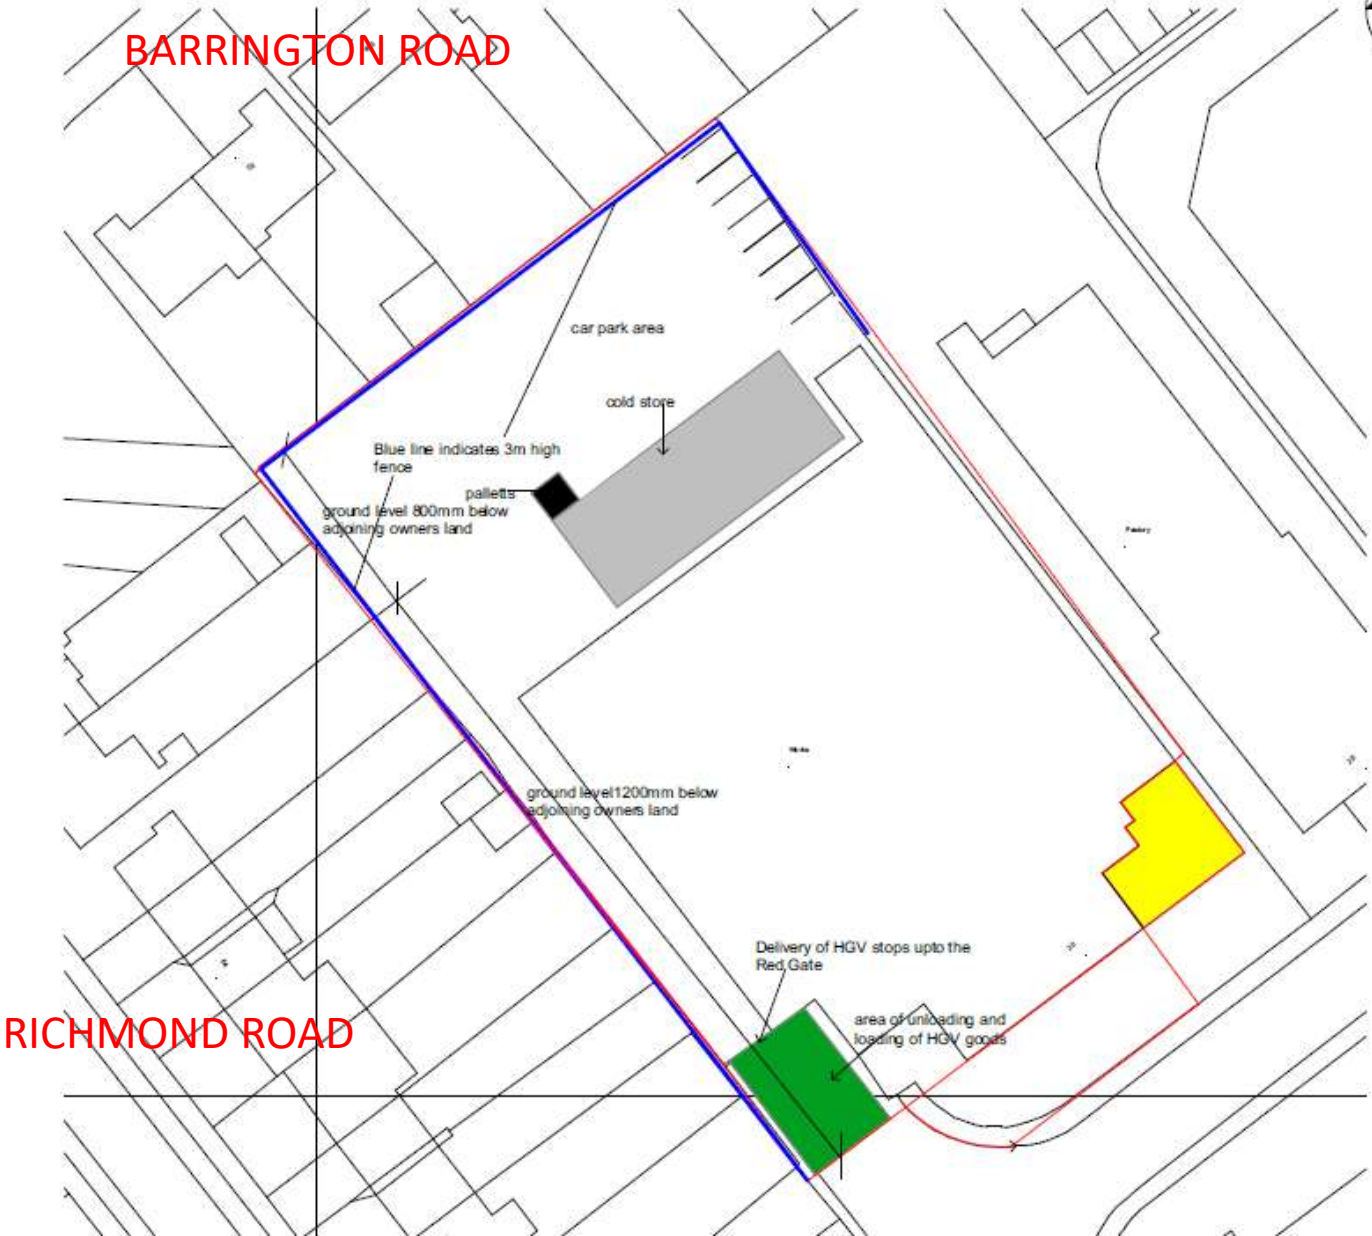 BARRINGTON ROAD
car park area
cold store
Blue line indicates 3m high
fence
palletts
ground level 800mm below
adjoining owners land
Factory
Works
ground level1200mm below
adjoining owners land
Delivery of HGV stops upto the
Red Gate
area of unloading and
loading of HGV goods
RICHMOND ROAD